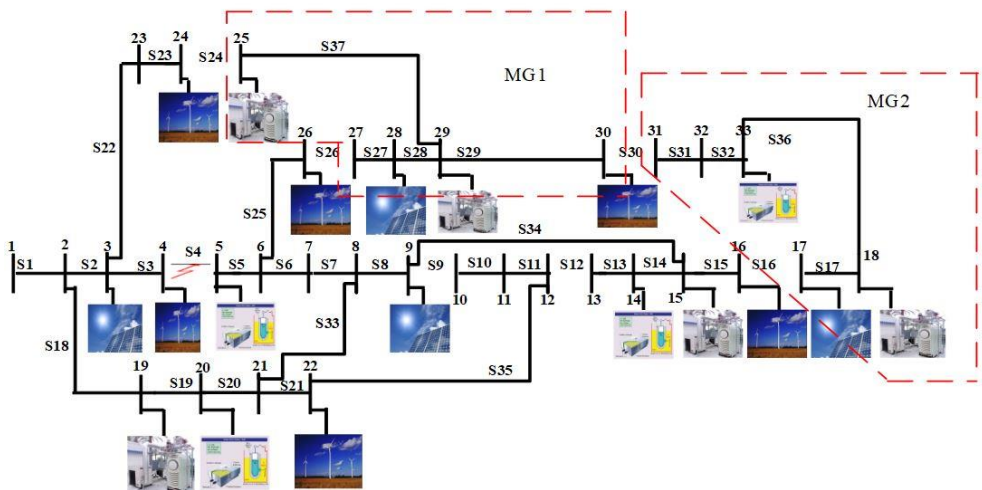 23 24 25 S37
S23 S24
MG1
MG2
S22
26 27 28 29 30 31 32 33 S36
S26 S27 S28 S29 S30 S31 S32
S25
S34
1 2 3 4 S4 5 6 7 8 9 16 17 18
S1 S2 S3 S5 S6 S7 S8 S9 S10 S11 S12 S13 S14 S15 S16 S17
10 11 12 13 14 15
S33
S18
19 20 21 22 S35
S19 S20 S21